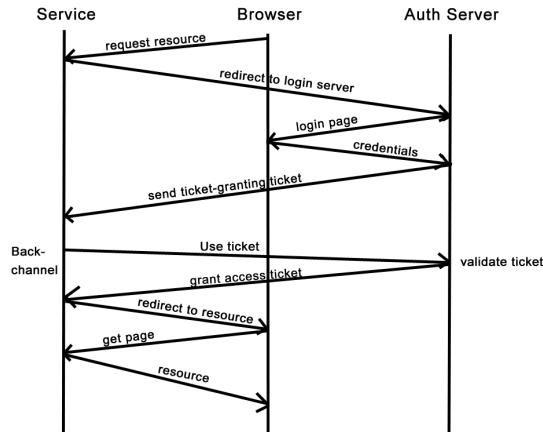 Service
Browser
Auth Server
request resource
redirect to login server
login page
credentials
send ticket-granting ticket
Back-
channel
Use ticket
validate ticket
grant access ticket
redirect to resource
get page
resource